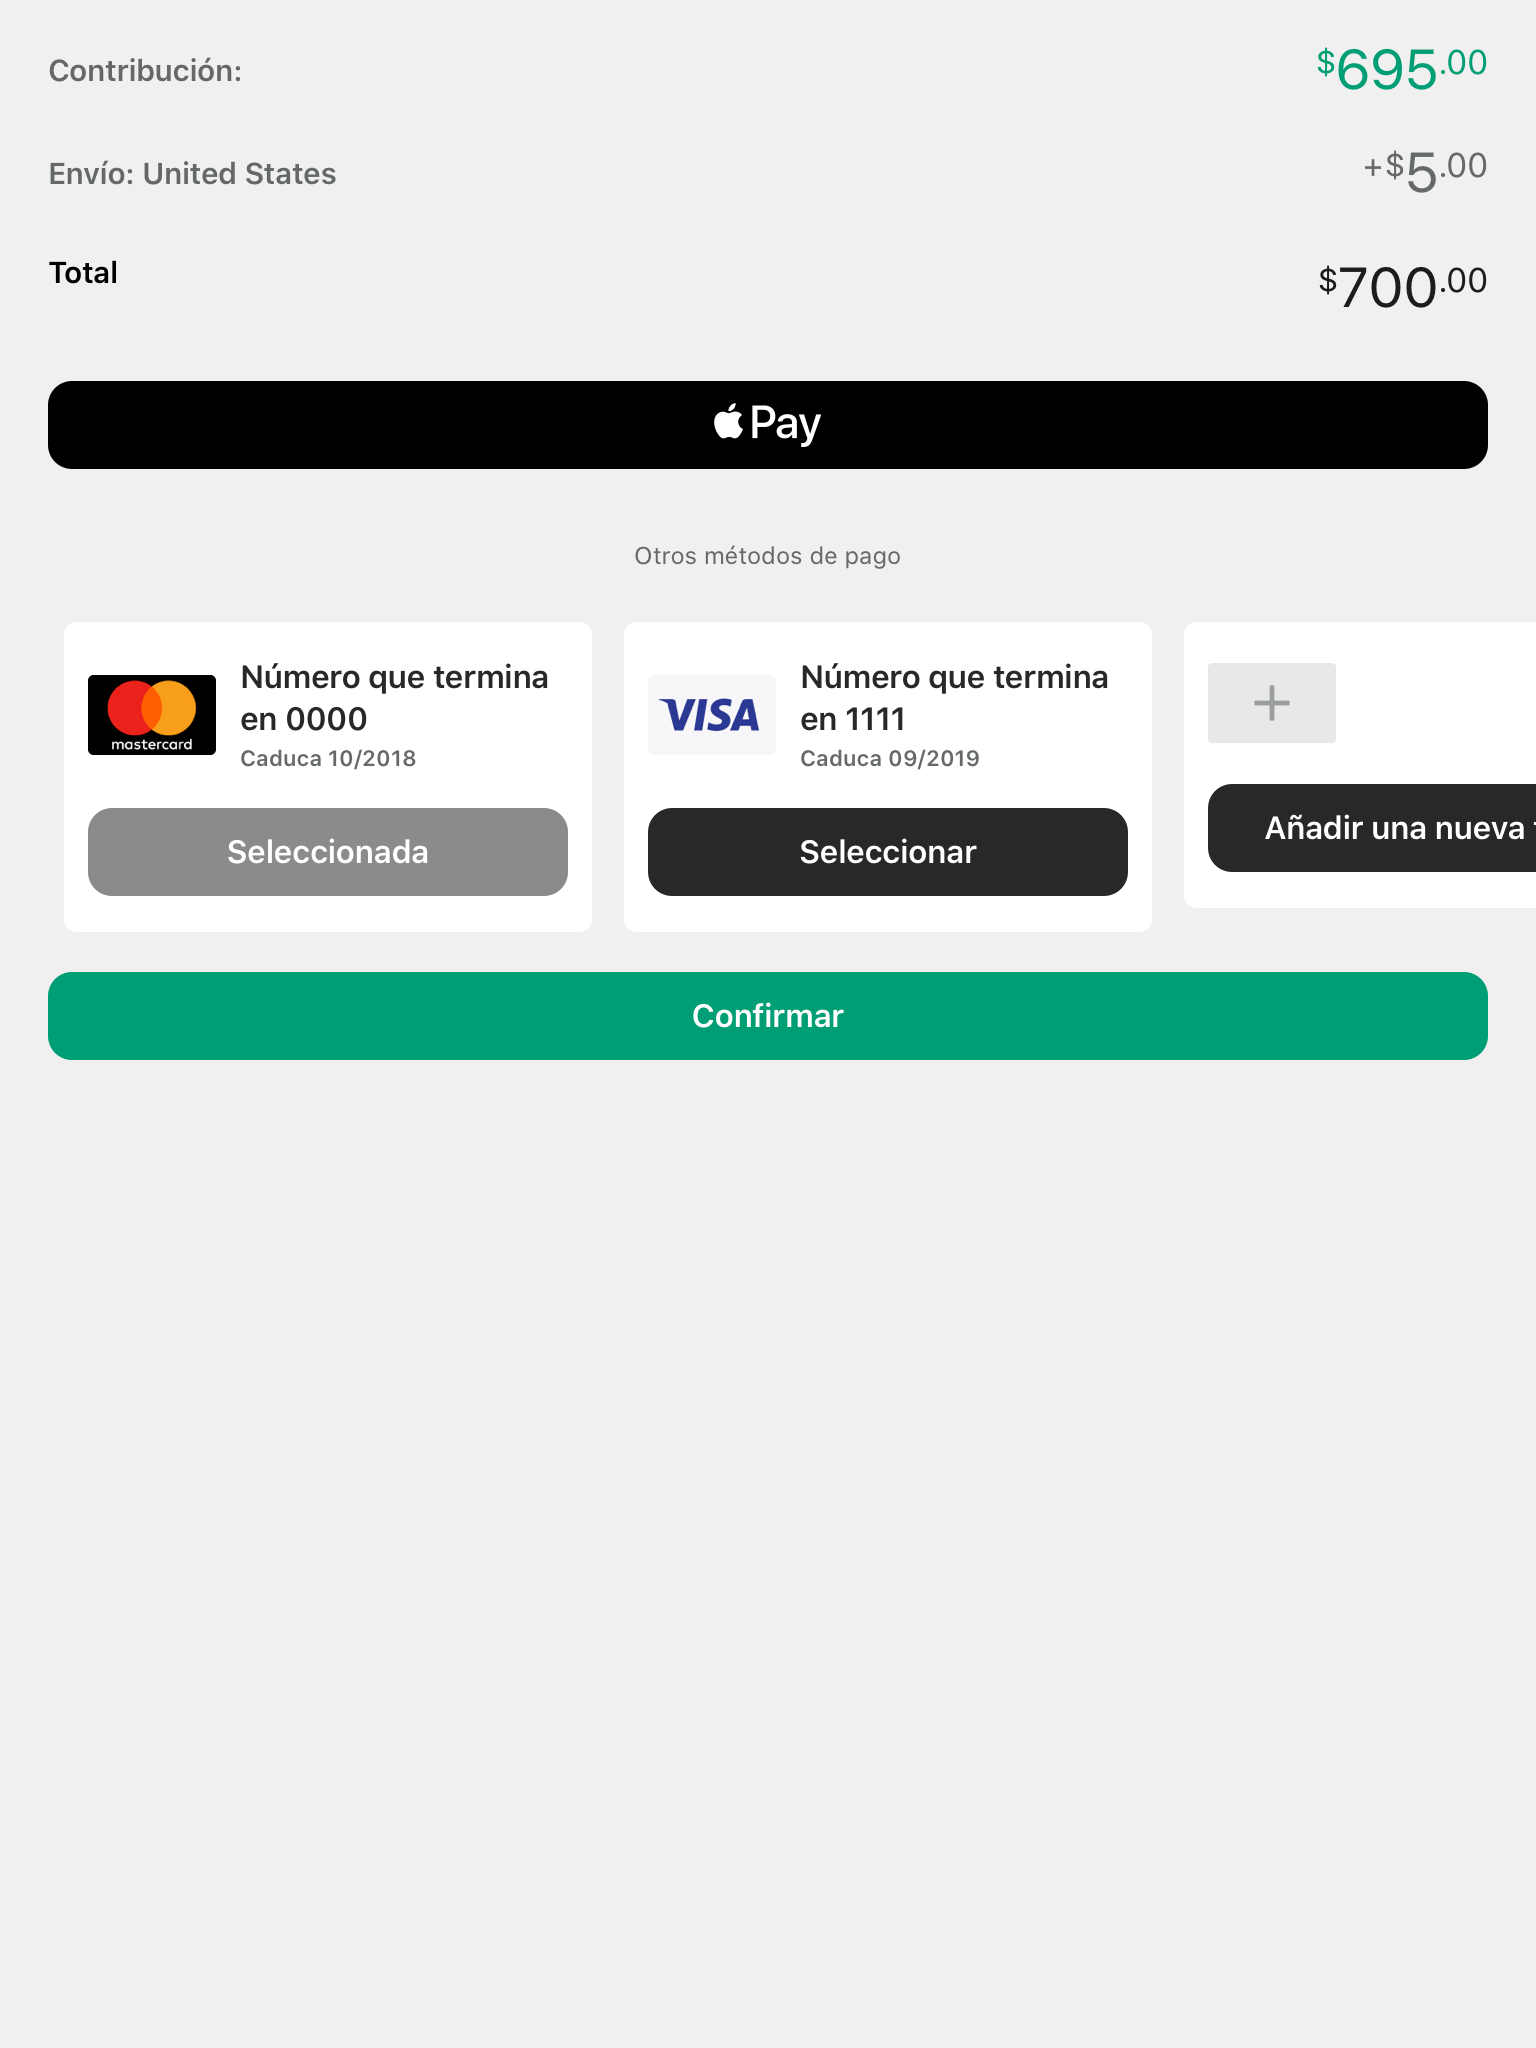 Contribución: $695.00
Envío: United States +$5.00
Total $700.00
Pay
Otros métodos de pago
mastercard
Número que termina
en 0000
Caduca 10/2018
Seleccionada
VISA
Número que termina
en 1111
Caduca 09/2019
Seleccionar
Añadir una nueva
Confirmar